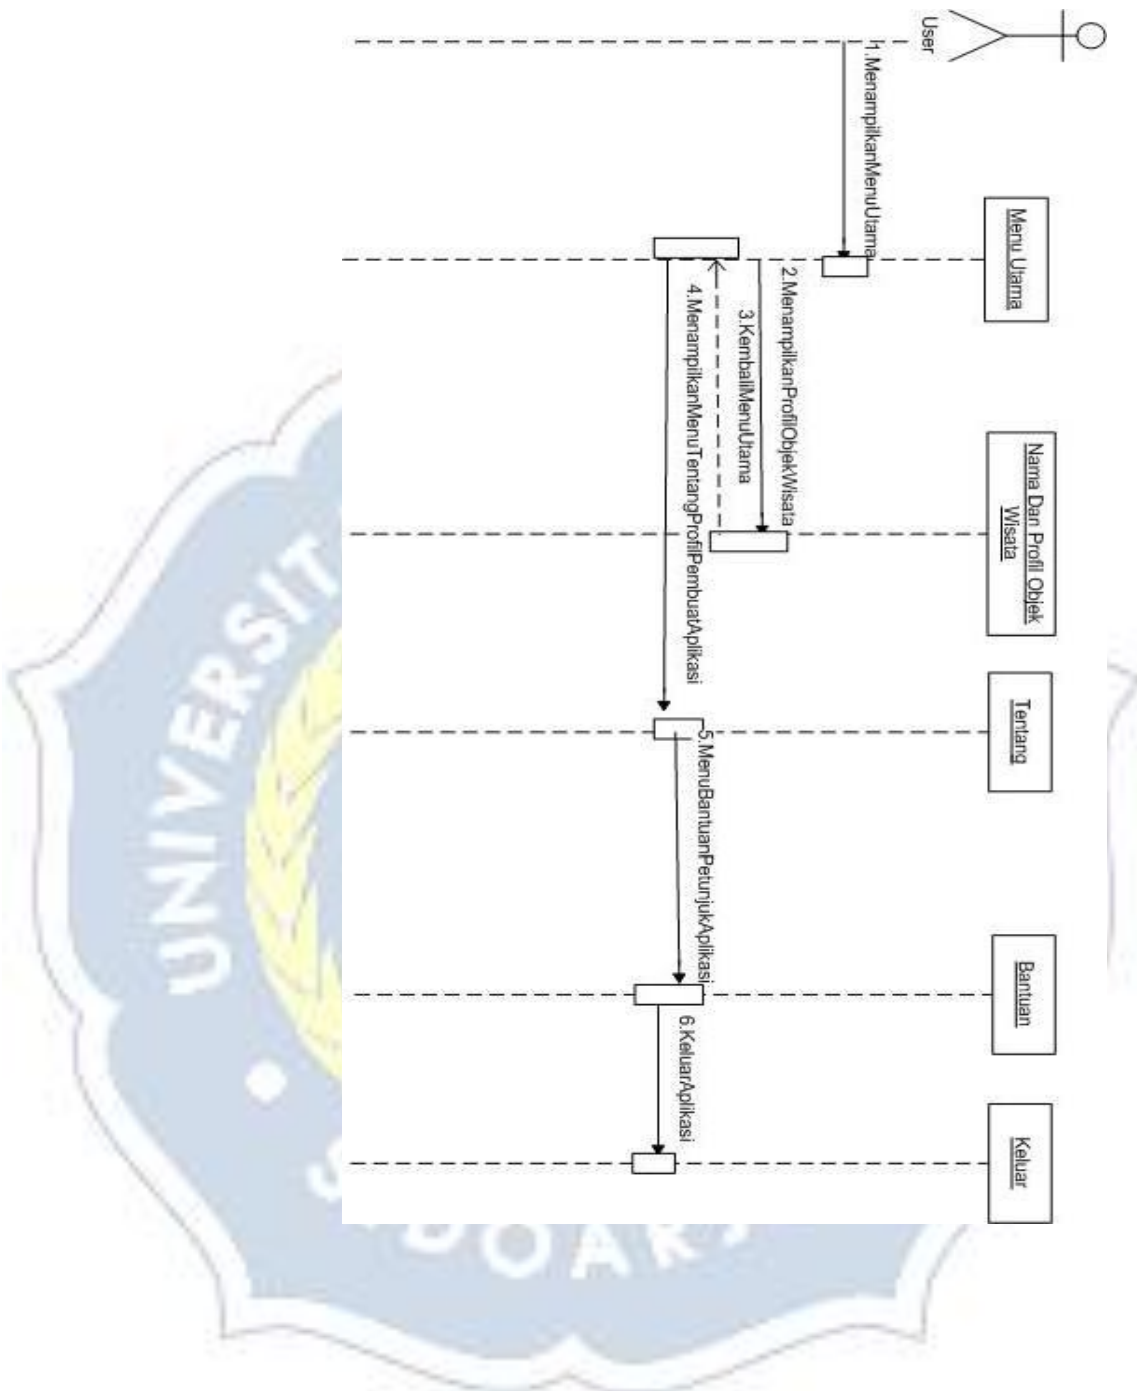 User
Menu Utama
Nama Dan Profil Objek
Wisata
Tentang
Bantuan
Keluar
1.MenampilkanMenuUtama
2.MenampilkanProfilObjekWisata
3.KembaliMenuUtama
4.MenampilkanMenuTentangProfilPembuatAplikasi
5.MenuBantuanPetunjukAplikasi
6.KeluarAplikasi
UNIVERSIT